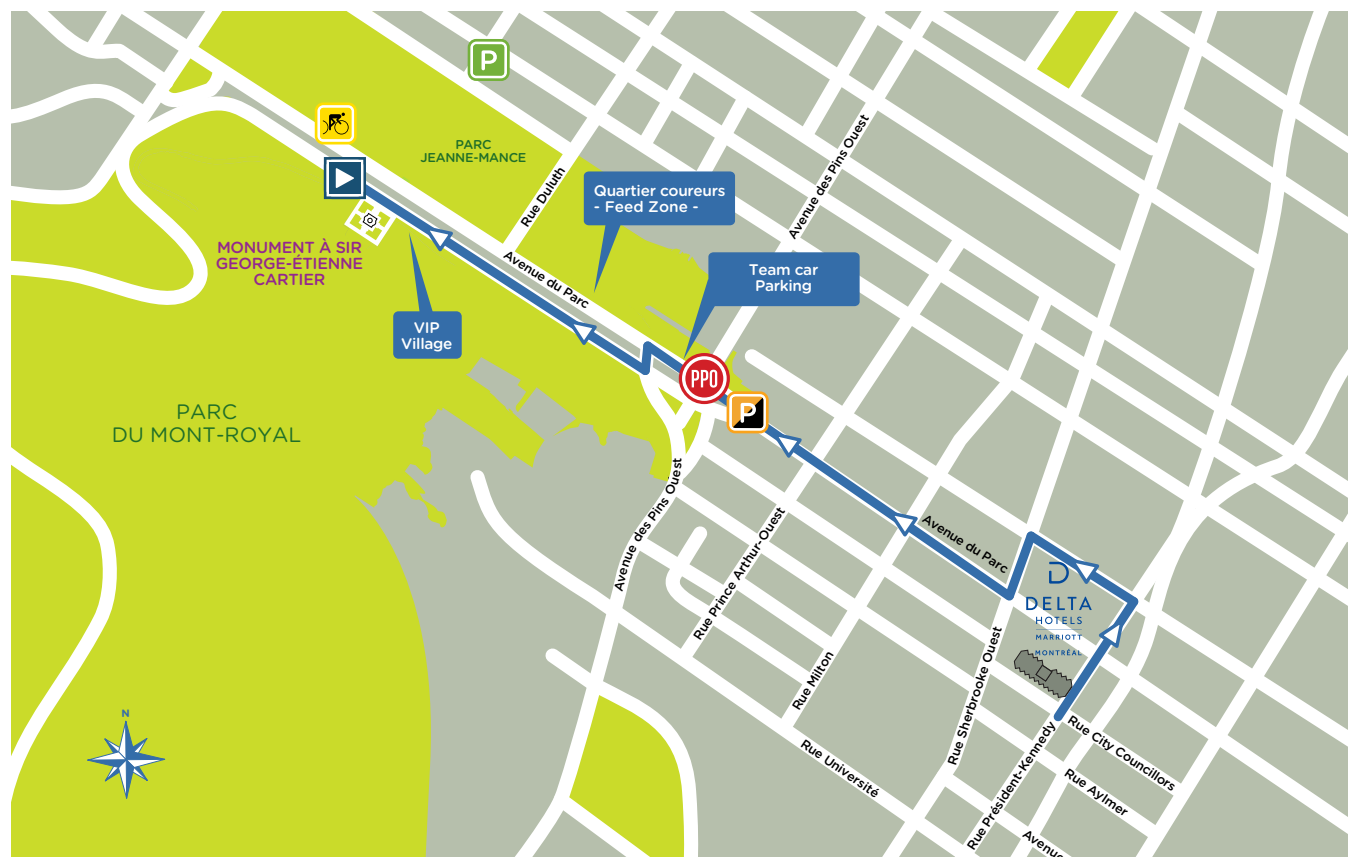 P
PARC
JEANNE-MANCE
Rue Duluth
Avenue des Pins Ouest
Quartier coureurs
- Feed Zone -
MONUMENT À SIR
GEORGE-ÉTIENNE
CARTIER
Avenue du Parc
Team car
Parking
VIP
Village
PPO
P
PARC
DU MONT-ROYAL
Avenue des Pins Ouest
Rue Prince Arthur-Ouest
Avenue du Parc
DELTA
HOTELS
MARRIOTT
MONTRÉAL
Rue Milton
Rue Sherbrooke Ouest
N
Rue Université
Rue Président-Kennedy
Rue City Councillors
Rue Aylmer
Avenue